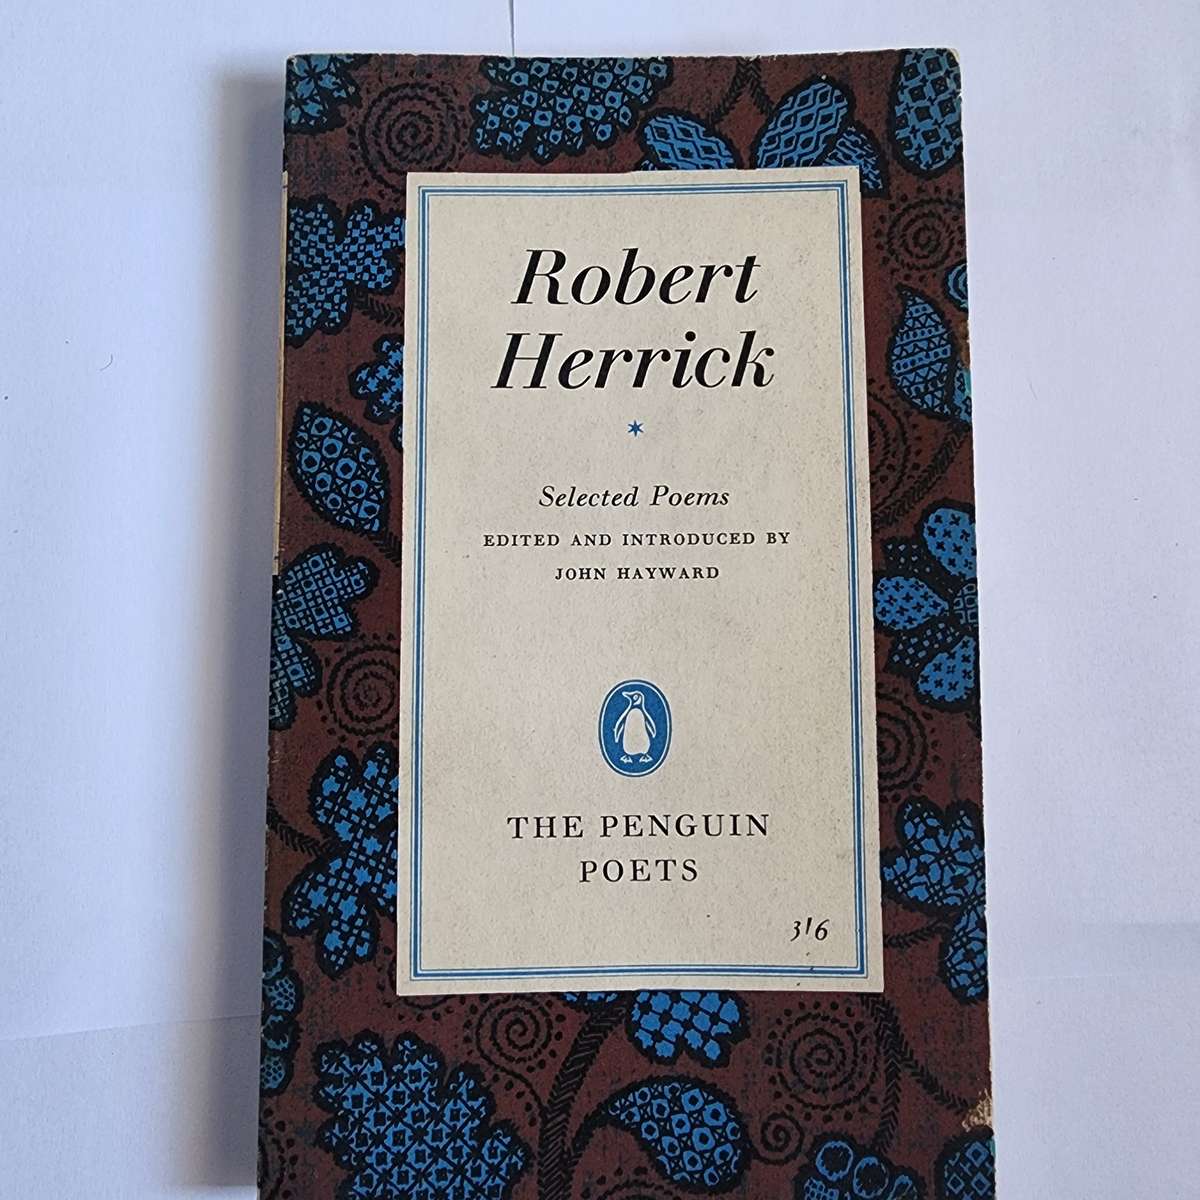 Robert
Herrick
Selected Poems
EDITED AND INTRODUCED BY
JOHN HAYWARD
THE PENGUIN
POETS
3/6